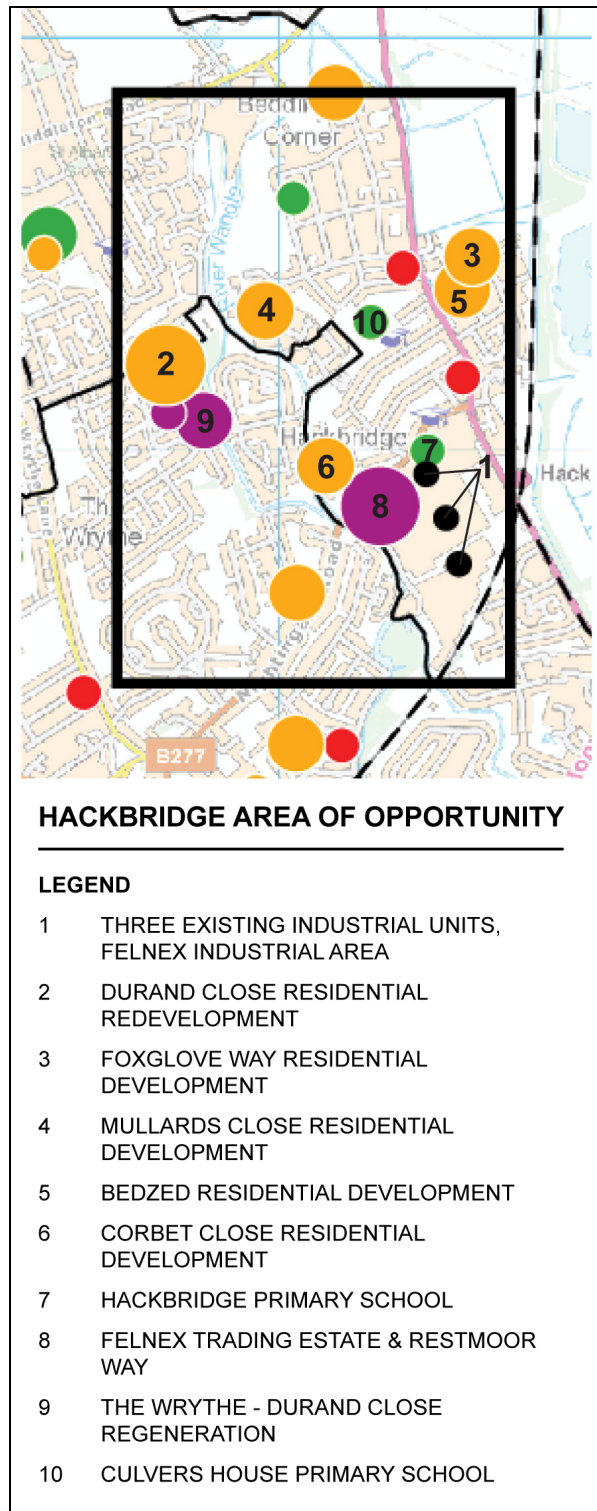 Corner
River Wandle
3
4
5
10
2
9
Hackbridge
7
6
1
Hack
8
The
Wrythe
B277
HACKBRIDGE AREA OF OPPORTUNITY
LEGEND
1 THREE EXISTING INDUSTRIAL UNITS,
FELNEX INDUSTRIAL AREA
2 DURAND CLOSE RESIDENTIAL
REDEVELOPMENT
3 FOXGLOVE WAY RESIDENTIAL
DEVELOPMENT
4 MULLARDS CLOSE RESIDENTIAL
DEVELOPMENT
5 BEDZED RESIDENTIAL DEVELOPMENT
6 CORBET CLOSE RESIDENTIAL
DEVELOPMENT
7 HACKBRIDGE PRIMARY SCHOOL
8 FELNEX TRADING ESTATE & RESTMOOR
WAY
9 THE WRYTHE - DURAND CLOSE
REGENERATION
10 CULVERS HOUSE PRIMARY SCHOOL